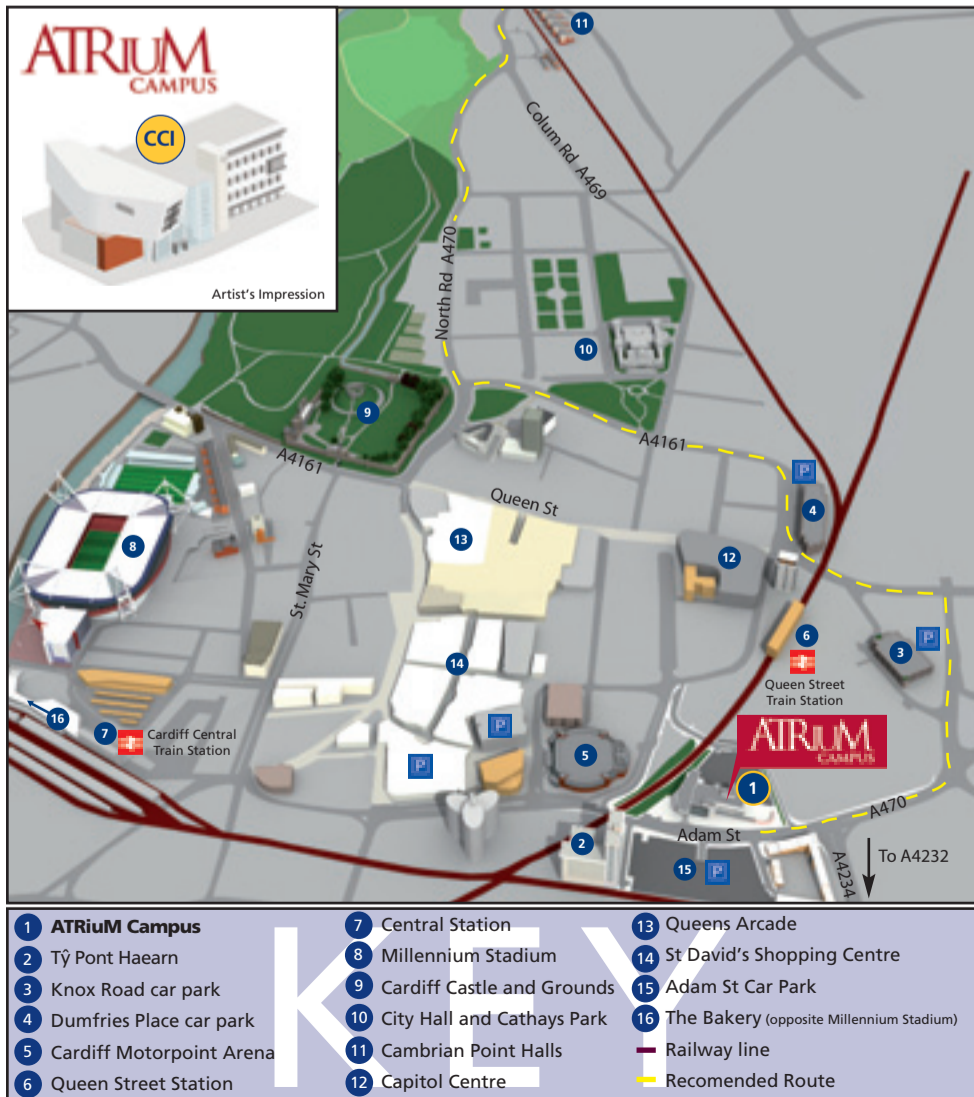 ATRiuM
CAMPUS
CCI
Artist's Impression
11
Colum Rd A469
North Rd A470
10
9
A4161
A4161
P
4
Queen St
13
12
8
St. Mary St
6
Queen Street
Train Station
3
P
14
16
7
Cardiff Central
Train Station
P
P
5
ATRiuM
CAMPUS
1
A470
2
Adam St
15
P
A4234
To A4232
KEY
1 ATRiuM Campus
2 Tŷ Pont Haearn
3 Knox Road car park
4 Dumfries Place car park
5 Cardiff Motorpoint Arena
6 Queen Street Station
7 Central Station
8 Millennium Stadium
9 Cardiff Castle and Grounds
10 City Hall and Cathays Park
11 Cambrian Point Halls
12 Capitol Centre
13 Queens Arcade
14 St David's Shopping Centre
15 Adam St Car Park
16 The Bakery (opposite Millennium Stadium)
Railway line
Recomended Route